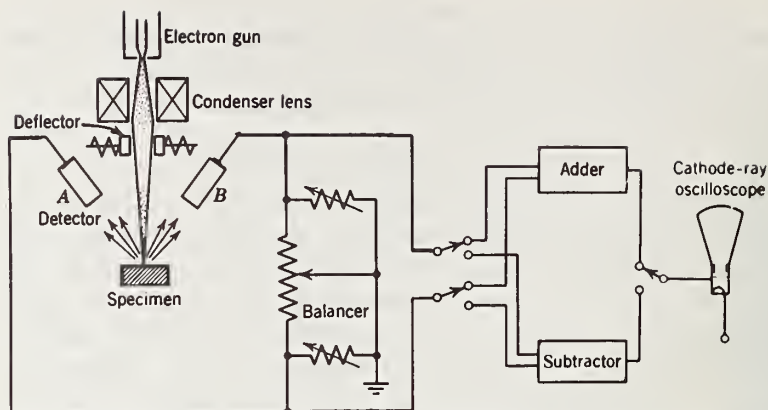 Electron gun
Condenser lens
Deflector
A
B
Detector
Specimen
Balancer
Adder
Subtractor
Cathode-ray
oscilloscope